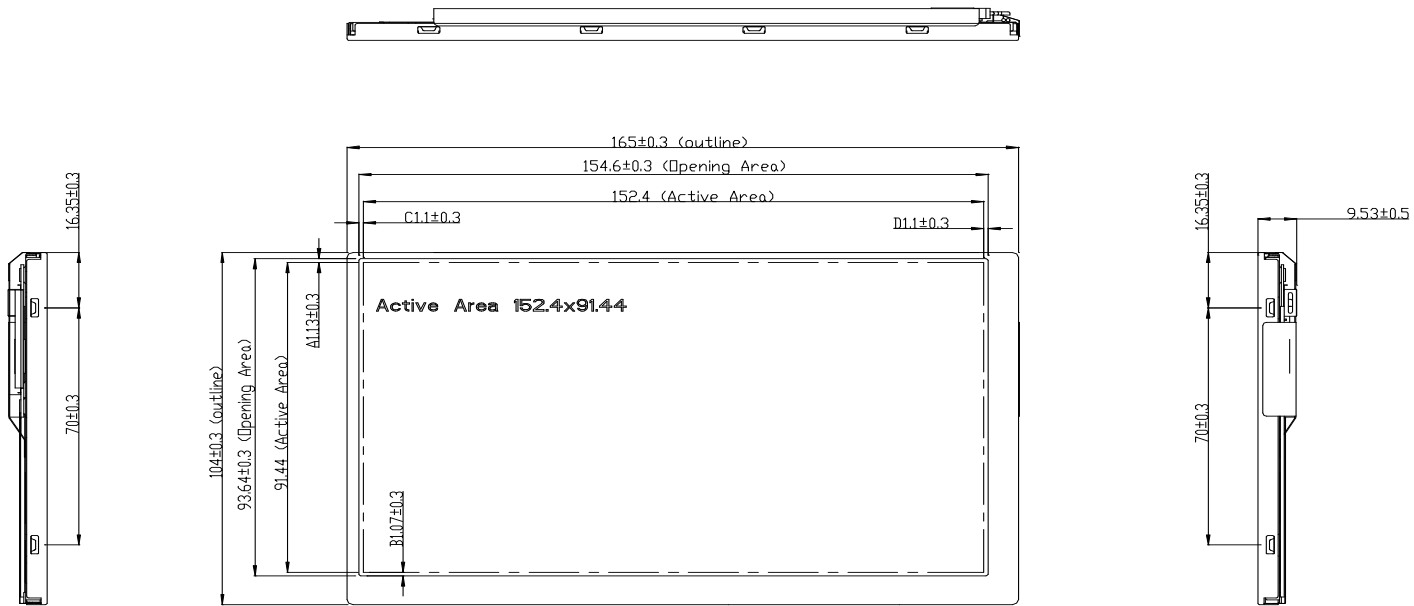 165±0.3 (outline)
154.6±0.3 (Opening Area)
152.4 (Active Area)
C1.1±0.3
D1.1±0.3
16.35±0.3
70±0.3
104±0.3 (outline)
93.64±0.3 (Opening Area)
91.44 (Active Area)
A1.13±0.3
B1.07±0.3
Active Area 152.4x91.44
16.35±0.3
70±0.3
9.53±0.5